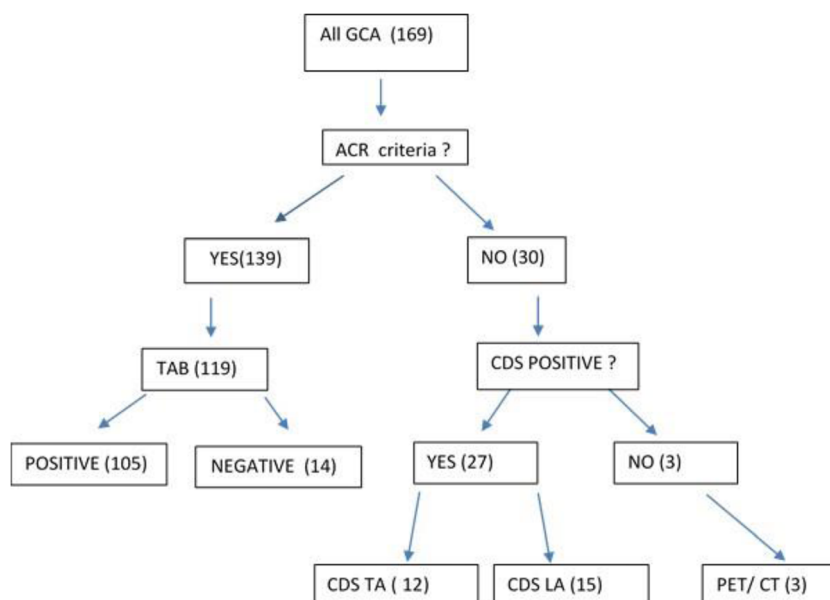 All GCA (169)
ACR criteria ?
YES(139)
NO (30)
TAB (119)
CDS POSITIVE ?
POSITIVE (105)
NEGATIVE (14)
YES (27)
NO (3)
CDS TA ( 12)
CDS LA (15)
PET/ CT (3)